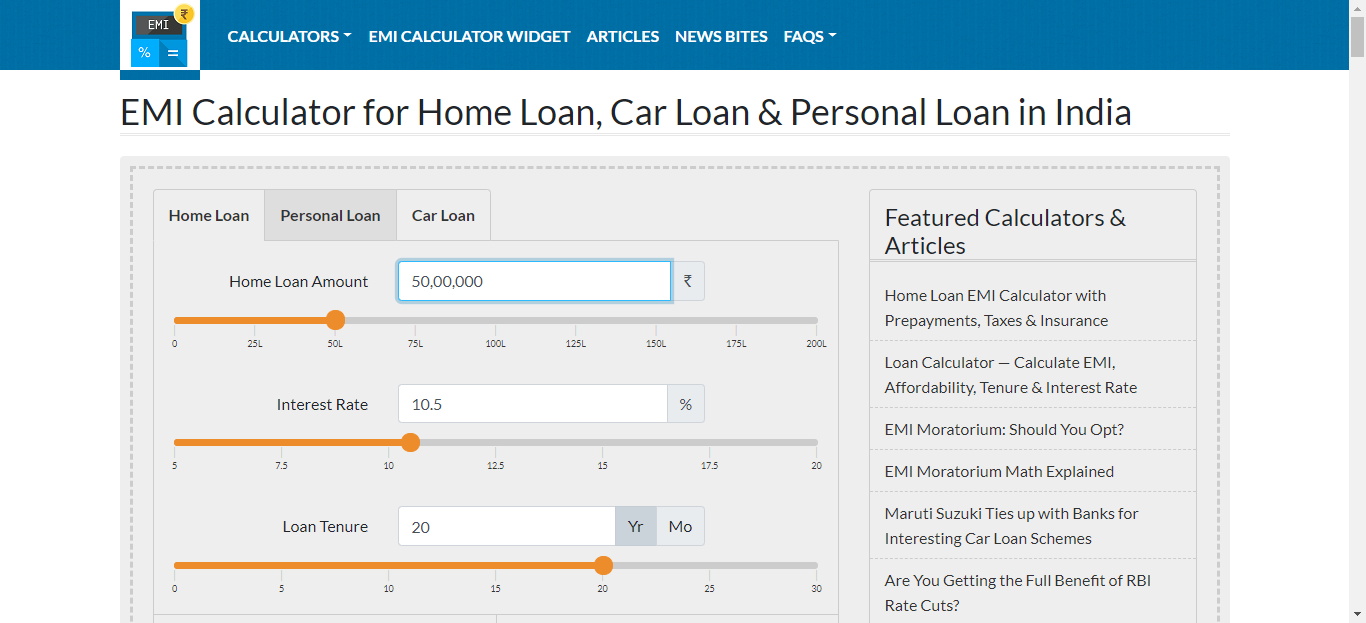 EMI ₹
% =
CALCULATORS EMI CALCULATOR WIDGET ARTICLES NEWS BITES FAQS
EMI Calculator for Home Loan, Car Loan & Personal Loan in India
Home Loan Personal Loan Car Loan
Home Loan Amount 50,00,000 ₹
0 25L 50L 75L 100L 125L 150L 175L 200L
Interest Rate 10.5 %
5 7.5 10 12.5 15 17.5 20
Loan Tenure 20 Yr Mo
0 5 10 15 20 25 30
Featured Calculators &
Articles
Home Loan EMI Calculator with
Prepayments, Taxes & Insurance
Loan Calculator — Calculate EMI,
Affordability, Tenure & Interest Rate
EMI Moratorium: Should You Opt?
EMI Moratorium Math Explained
Maruti Suzuki Ties up with Banks for
Interesting Car Loan Schemes
Are You Getting the Full Benefit of RBI
Rate Cuts?